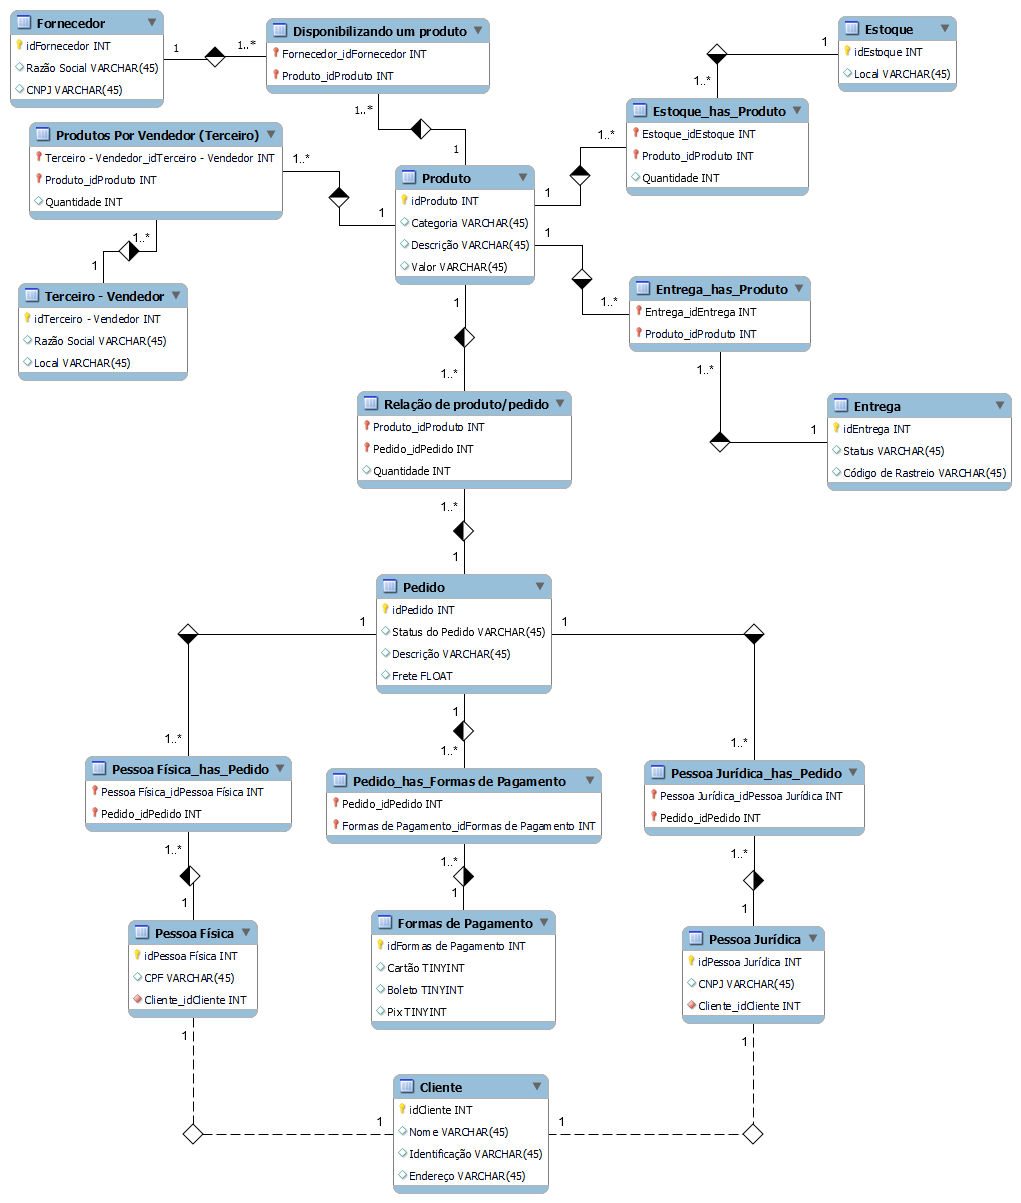 Fornecedor
idFornecedor INT
Razão Social VARCHAR(45)
CNPJ VARCHAR(45)
1
1..*
Disponibilizando um produto
Fornecedor_idFornecedor INT
Produto_idProduto INT
1..*
1
Estoque
idEstoque INT
Local VARCHAR(45)
1
1..*
Estoque_has_Produto
Estoque_idEstoque INT
Produto_idProduto INT
Quantidade INT
1..*
1
Produtos Por Vendedor (Terceiro)
Terceiro - Vendedor_idTerceiro - Vendedor INT
Produto_idProduto INT
Quantidade INT
1..*
1
1..*
1
Produto
idProduto INT
Categoria VARCHAR(45)
Descrição VARCHAR(45)
Valor VARCHAR(45)
1
1..*
Terceiro - Vendedor
idTerceiro - Vendedor INT
Razão Social VARCHAR(45)
Local VARCHAR(45)
Entrega_has_Produto
Entrega_idEntrega INT
Produto_idProduto INT
1..*
1
1
1..*
Entrega
idEntrega INT
Status VARCHAR(45)
Código de Rastreio VARCHAR(45)
Relação de produto/pedido
Produto_idProduto INT
Pedido_idPedido INT
Quantidade INT
1..*
1
Pedido
idPedido INT
Status do Pedido VARCHAR(45)
Descrição VARCHAR(45)
Frete FLOAT
1
1
1
1..*
1..*
1..*
Pessoa Física_has_Pedido
Pessoa Física_idPessoa Física INT
Pedido_idPedido INT
Pedido_has_Formas de Pagamento
Pedido_idPedido INT
Formas de Pagamento_idFormas de Pagamento INT
Pessoa Jurídica_has_Pedido
Pessoa Jurídica_idPessoa Jurídica INT
Pedido_idPedido INT
1..*
1..*
1..*
1
1
1
Pessoa Física
idPessoa Física INT
CPF VARCHAR(45)
Cliente_idCliente INT
Formas de Pagamento
idFormas de Pagamento INT
Cartão TINYINT
Boleto TINYINT
Pix TINYINT
Pessoa Jurídica
idPessoa Jurídica INT
CNPJ VARCHAR(45)
Cliente_idCliente INT
1
1
1
1
Cliente
idCliente INT
Nome VARCHAR(45)
Identificação VARCHAR(45)
Endereço VARCHAR(45)